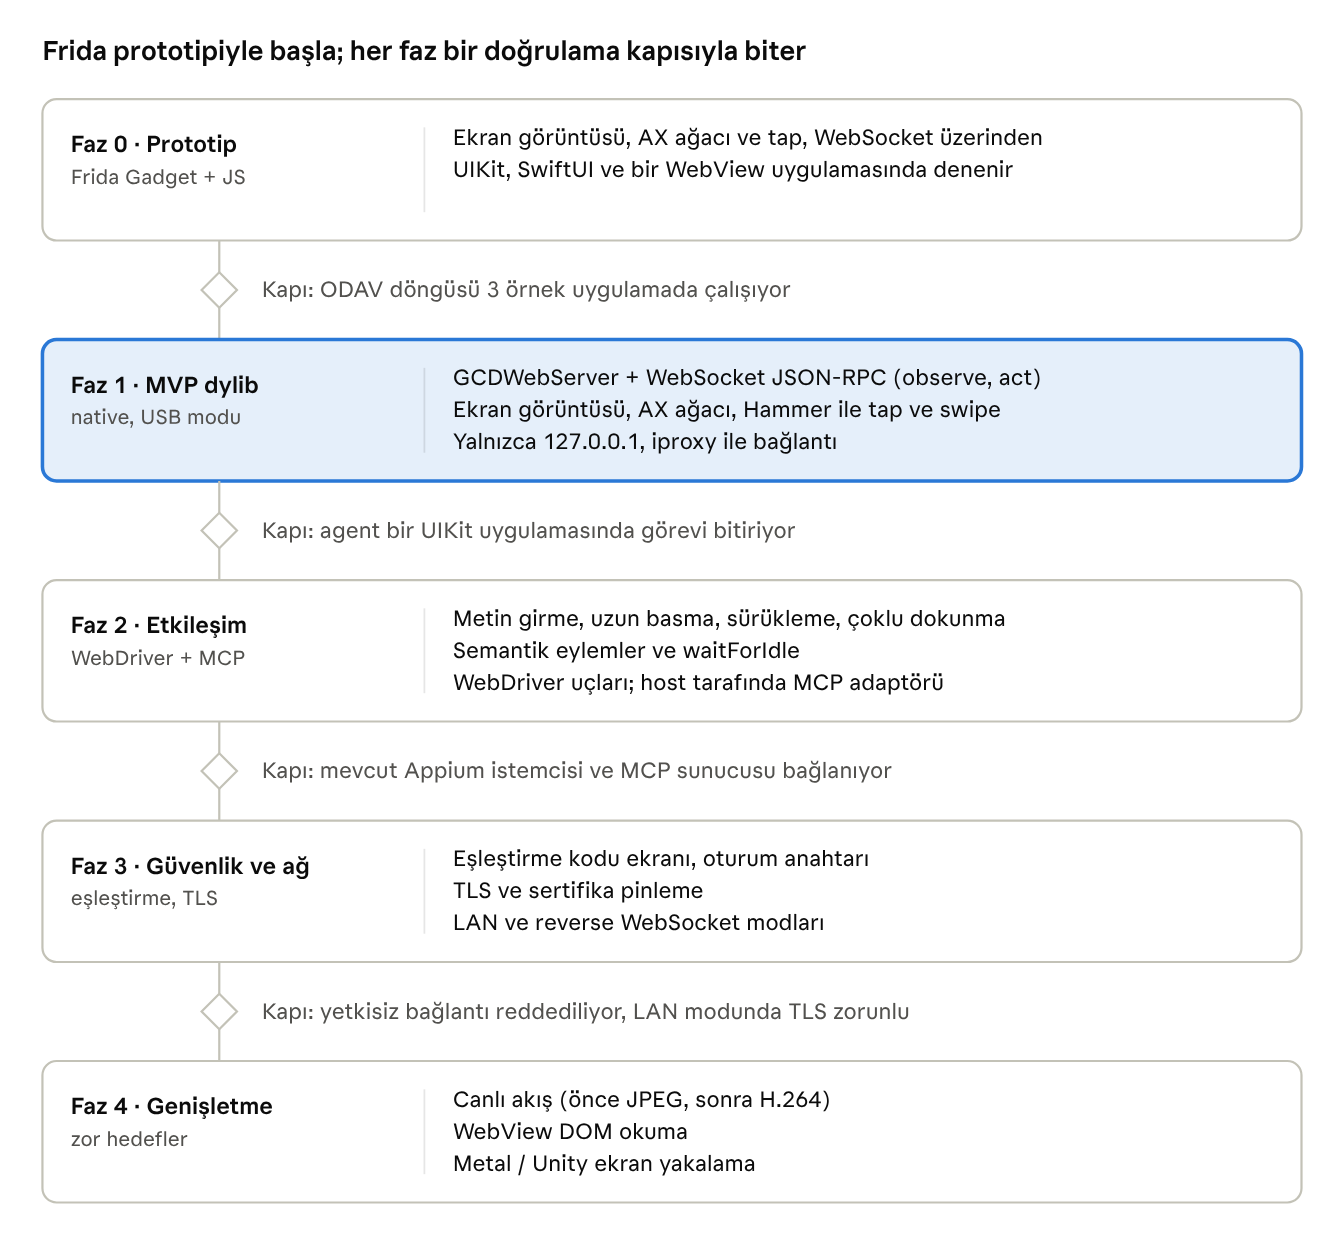 Frida prototipiyle başla; her faz bir doğrulama kapısıyla biter
Faz 0 · Prototip
Frida Gadget + JS
Ekran görüntüsü, AX ağacı ve tap, WebSocket üzerinden
UIKit, SwiftUI ve bir WebView uygulamasında denenir
Kapı: ODAV döngüsü 3 örnek uygulamada çalışıyor
Faz 1 · MVP dylib
native, USB modu
GCDWebServer + WebSocket JSON-RPC (observe, act)
Ekran görüntüsü, AX ağacı, Hammer ile tap ve swipe
Yalnızca 127.0.0.1, iproxy ile bağlantı
Kapı: agent bir UIKit uygulamasında görevi bitiriyor
Faz 2 · Etkileşim
WebDriver + MCP
Metin girme, uzun basma, sürükleme, çoklu dokunma
Semantik eylemler ve waitForIdle
WebDriver uçları; host tarafında MCP adaptörü
Kapı: mevcut Appium istemcisi ve MCP sunucusu bağlanıyor
Faz 3 · Güvenlik ve ağ
eşleştirme, TLS
Eşleştirme kodu ekranı, oturum anahtarı
TLS ve sertifika pinleme
LAN ve reverse WebSocket modları
Kapı: yetkisiz bağlantı reddediliyor, LAN modunda TLS zorunlu
Faz 4 · Genişletme
zor hedefler
Canlı akış (önce JPEG, sonra H.264)
WebView DOM okuma
Metal / Unity ekran yakalama